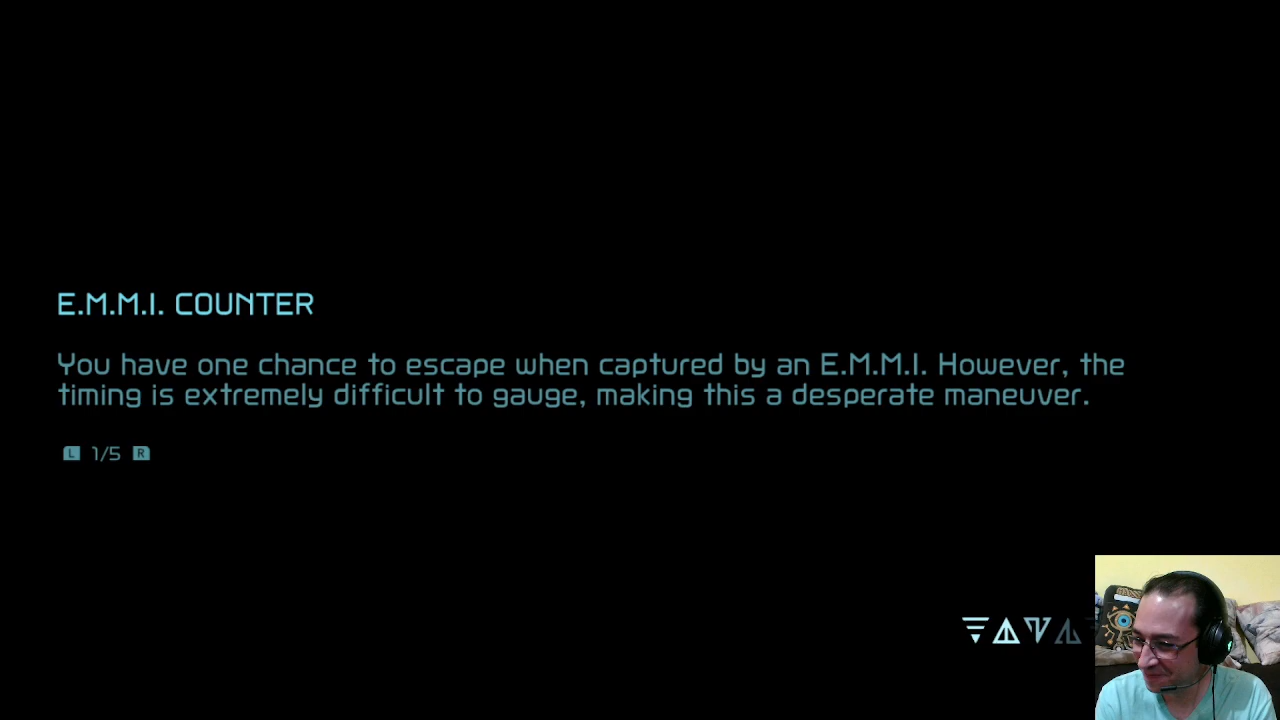 E.M.M.I. COUNTER
You have one chance to escape when captured by an E.M.M.I. However, the
timing is extremely difficult to gauge, making this a desperate maneuver.
L 1/5 R